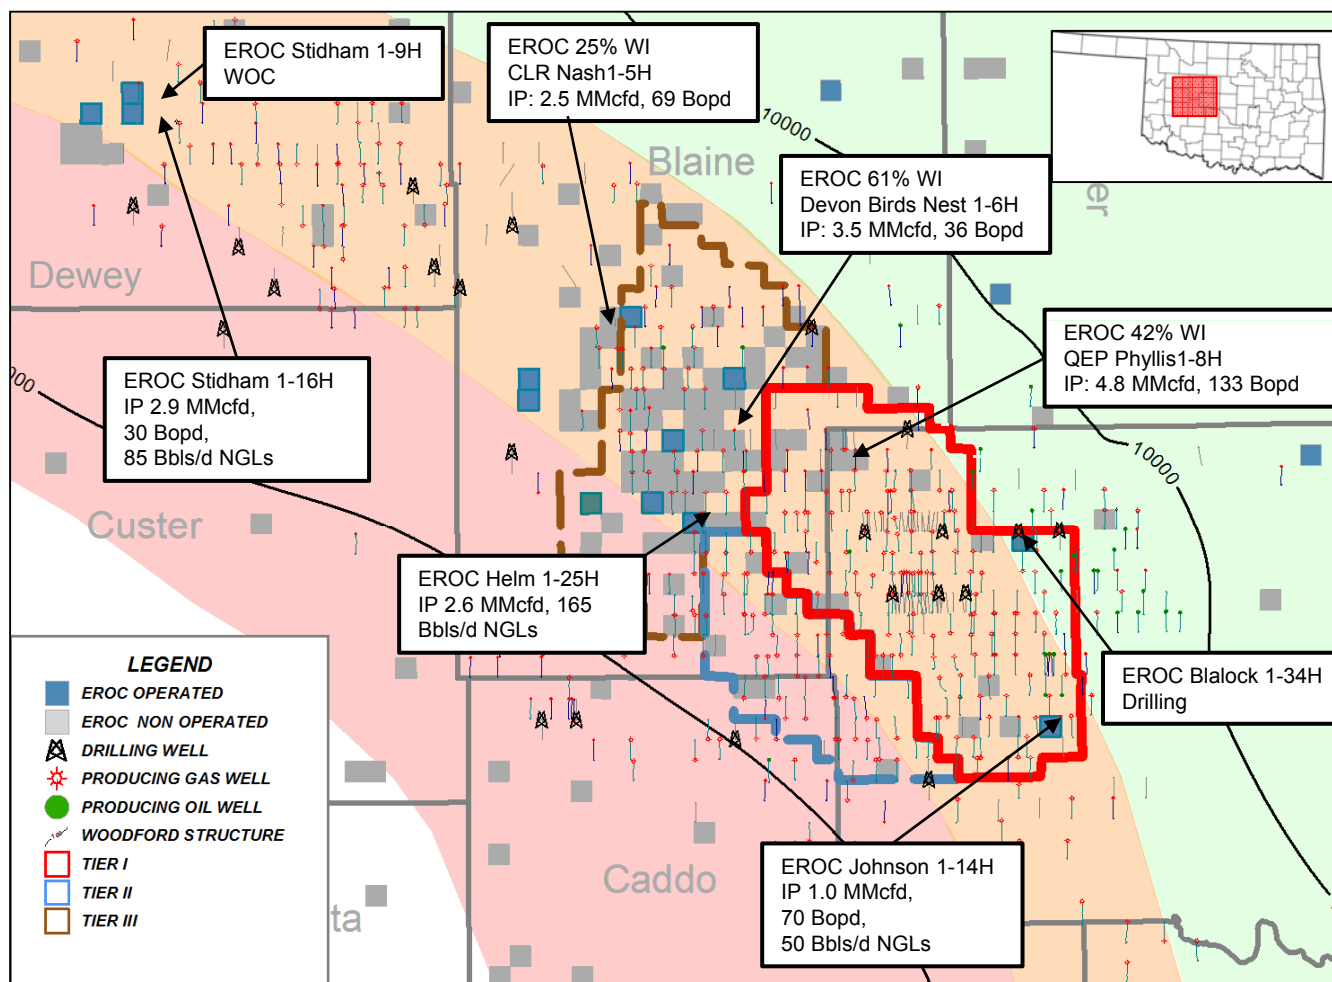 EROC Stidham 1-9H
WOC
EROC 25% WI
CLR Nash1-5H
IP: 2.5 MMcfd, 69 Bopd
10000
Blaine
er
EROC 61% WI
Devon Birds Nest 1-6H
IP: 3.5 MMcfd, 36 Bopd
Dewey
EROC 42% WI
QEP Phyllis1-8H
IP: 4.8 MMcfd, 133 Bopd
000
EROC Stidham 1-16H
IP 2.9 MMcfd,
30 Bopd,
85 Bbls/d NGLs
10000
Custer
EROC Helm 1-25H
IP 2.6 MMcfd, 165
Bbls/d NGLs
EROC Blalock 1-34H
Drilling
LEGEND
EROC OPERATED
EROC NON OPERATED
DRILLING WELL
PRODUCING GAS WELL
PRODUCING OIL WELL
WOODFORD STRUCTURE
TIER I
TIER II
TIER III
Caddo
ta
EROC Johnson 1-14H
IP 1.0 MMcfd,
70 Bopd,
50 Bbls/d NGLs